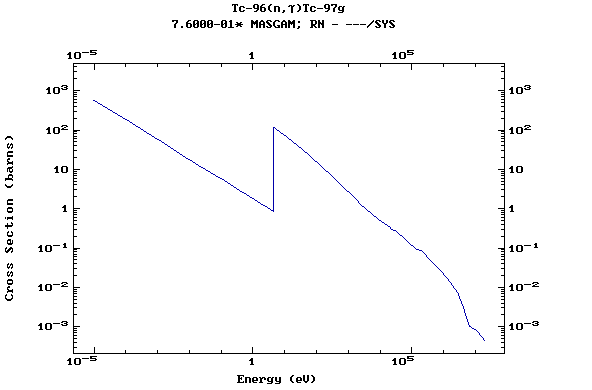 Tc-96(n,γ)Tc-97g
7.6000-01* MASGAM; RN - ---/SYS
10⁻⁵ 1 10⁵
10³ 10³
10² 10²
10 10
1 1
10⁻¹ 10⁻¹
10⁻² 10⁻²
10⁻³ 10⁻³
10⁻⁵ 1 10⁵
Cross Section (barns)
Energy (eV)